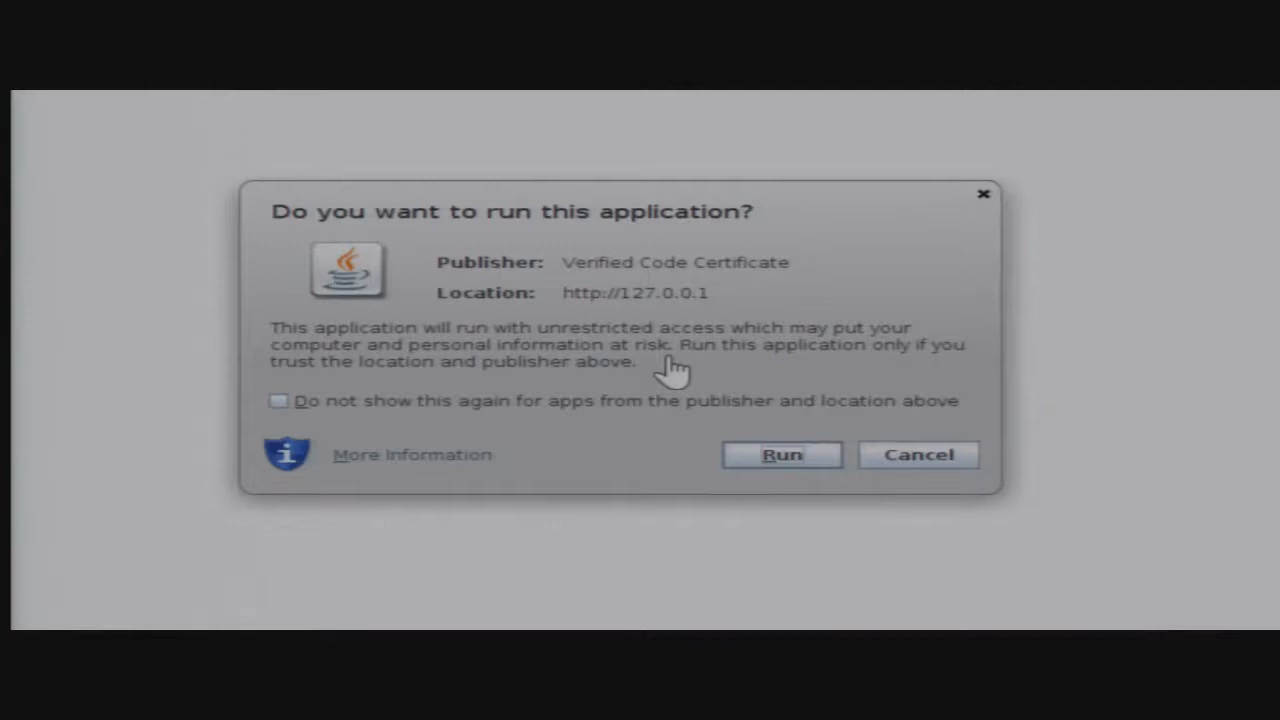 Do you want to run this application?
Publisher: Verified Code Certificate
Location: http://127.0.0.1
This application will run with unrestricted access which may put your
computer and personal information at risk. Run this application only if you
trust the location and publisher above.
Do not show this again for apps from the publisher and location above
More Information
Run
Cancel